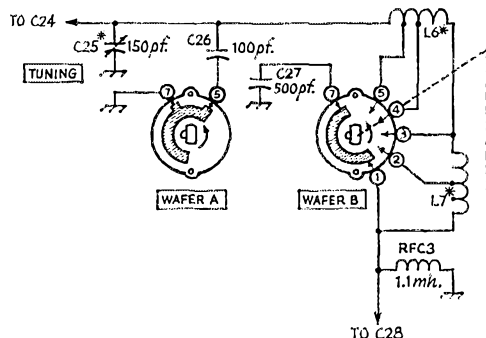 TO C24
C25*
150pf.
C26
100pf.
L6*
TUNING
C27
500pf.
7
5
7
5
4
3
2
1
WAFER A
WAFER B
L7*
RFC3
1.1mh.
TO C28